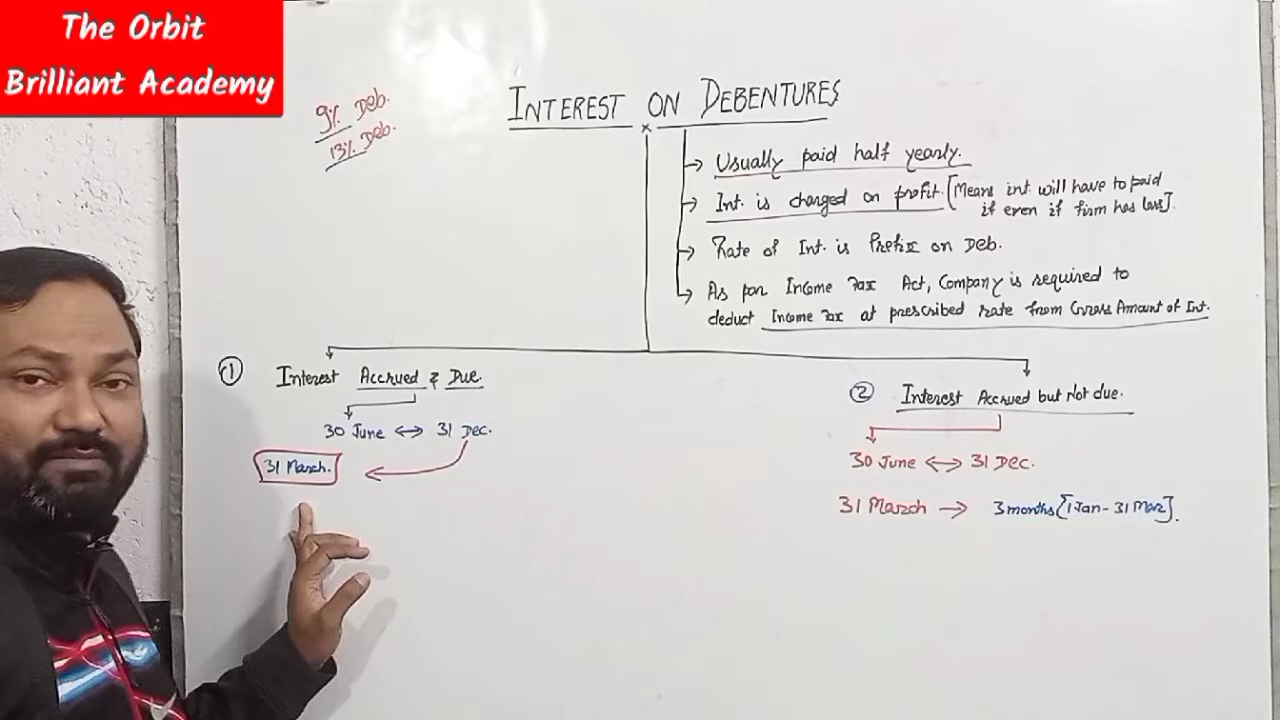 The Orbit
Brilliant Academy
9% Deb.
13% Deb.
INTEREST ON DEBENTURES
→ Usually paid half yearly.
→ Int. is charged on profit. [Means int. will have to paid
if even if firm has loss].
→ Rate of Int. is Prefix on Deb.
→ As per Income Tax Act, Company is required to
deduct Income Tax at prescribed rate from Gross Amount of Int.
① Interest Accrued & Due.
30 June ↔ 31 Dec.
31 March.
② Interest Accrued but Not due.
30 June ↔ 31 Dec.
31 March → 3 months [1 Jan - 31 Mar].